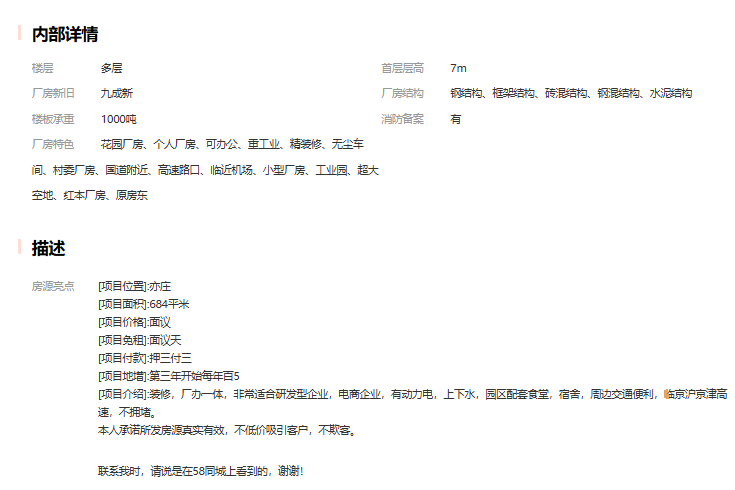 内部详情
楼层 多层 首层层高 7m
厂房新旧 九成新 厂房结构 钢结构、框架结构、砖混结构、钢混结构、水泥结构
楼板承重 1000吨 消防备案 有
厂房特色 花园厂房、个人厂房、可办公、重工业、精装修、无尘车
间、村委厂房、国道附近、高速路口、临近机场、小型厂房、工业园、超大
空地、红本厂房、原房东
描述
房源亮点 [项目位置]:亦庄
[项目面积]:684平米
[项目价格]:面议
[项目免租]:面议天
[项目付款]:押三付三
[项目地增]:第三年开始每年百5
[项目介绍]:装修，厂办一体，非常适合研发型企业，电商企业，有动力电，上下水，园区配套食堂，宿舍，周边交通便利，临京沪京津高
速，不拥堵。
本人承诺所发房源真实有效，不低价吸引客户，不欺客。
联系我时，请说是在58同城上看到的，谢谢！